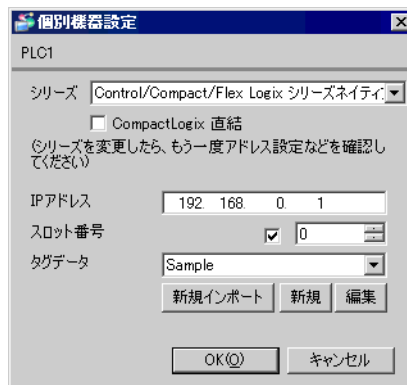 個別機器設定
PLC1
シリーズ Control/Compact/Flex Logix シリーズネイティ
CompactLogix 直結
(シリーズを変更したら、もう一度アドレス設定などを確認し
てください)
IPアドレス 192. 168. 0. 1
スロット番号 0
タグデータ Sample
新規インポート 新規 編集
OK(O) キャンセル